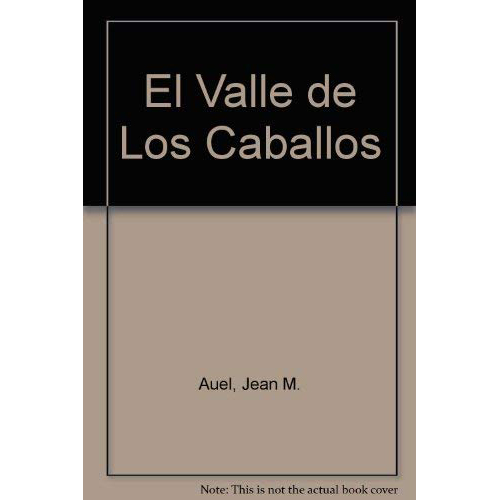 El Valle de
Los Caballos
Auel, Jean M.
Note: This is not the actual book cover